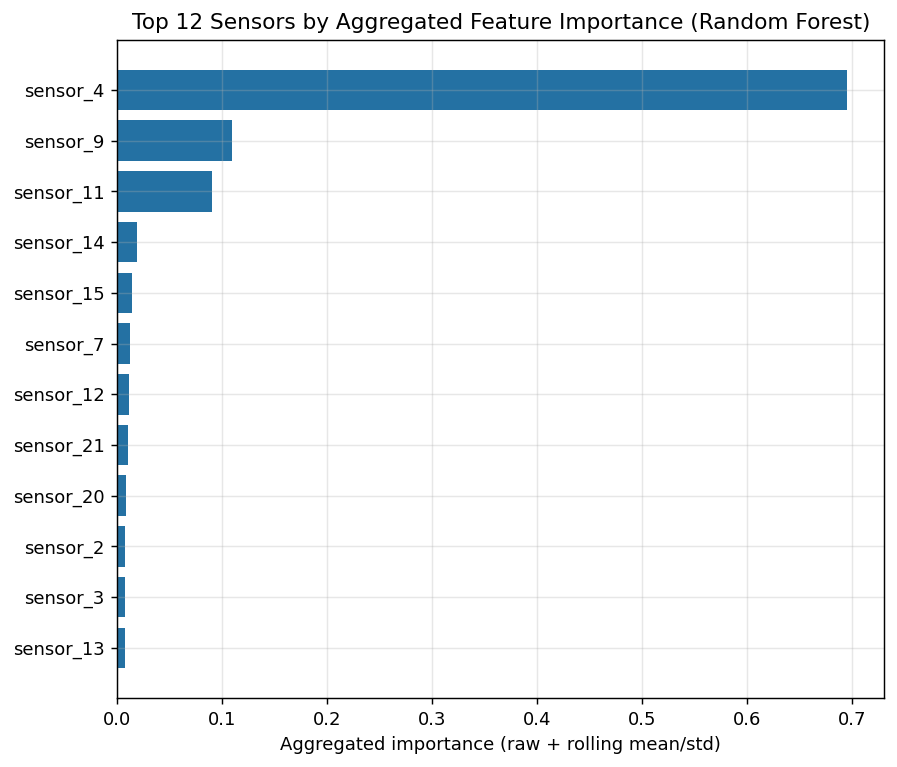 Top 12 Sensors by Aggregated Feature Importance (Random Forest)
sensor_4
sensor_9
sensor_11
sensor_14
sensor_15
sensor_7
sensor_12
sensor_21
sensor_20
sensor_2
sensor_3
sensor_13
0.0 0.1 0.2 0.3 0.4 0.5 0.6 0.7
Aggregated importance (raw + rolling mean/std)